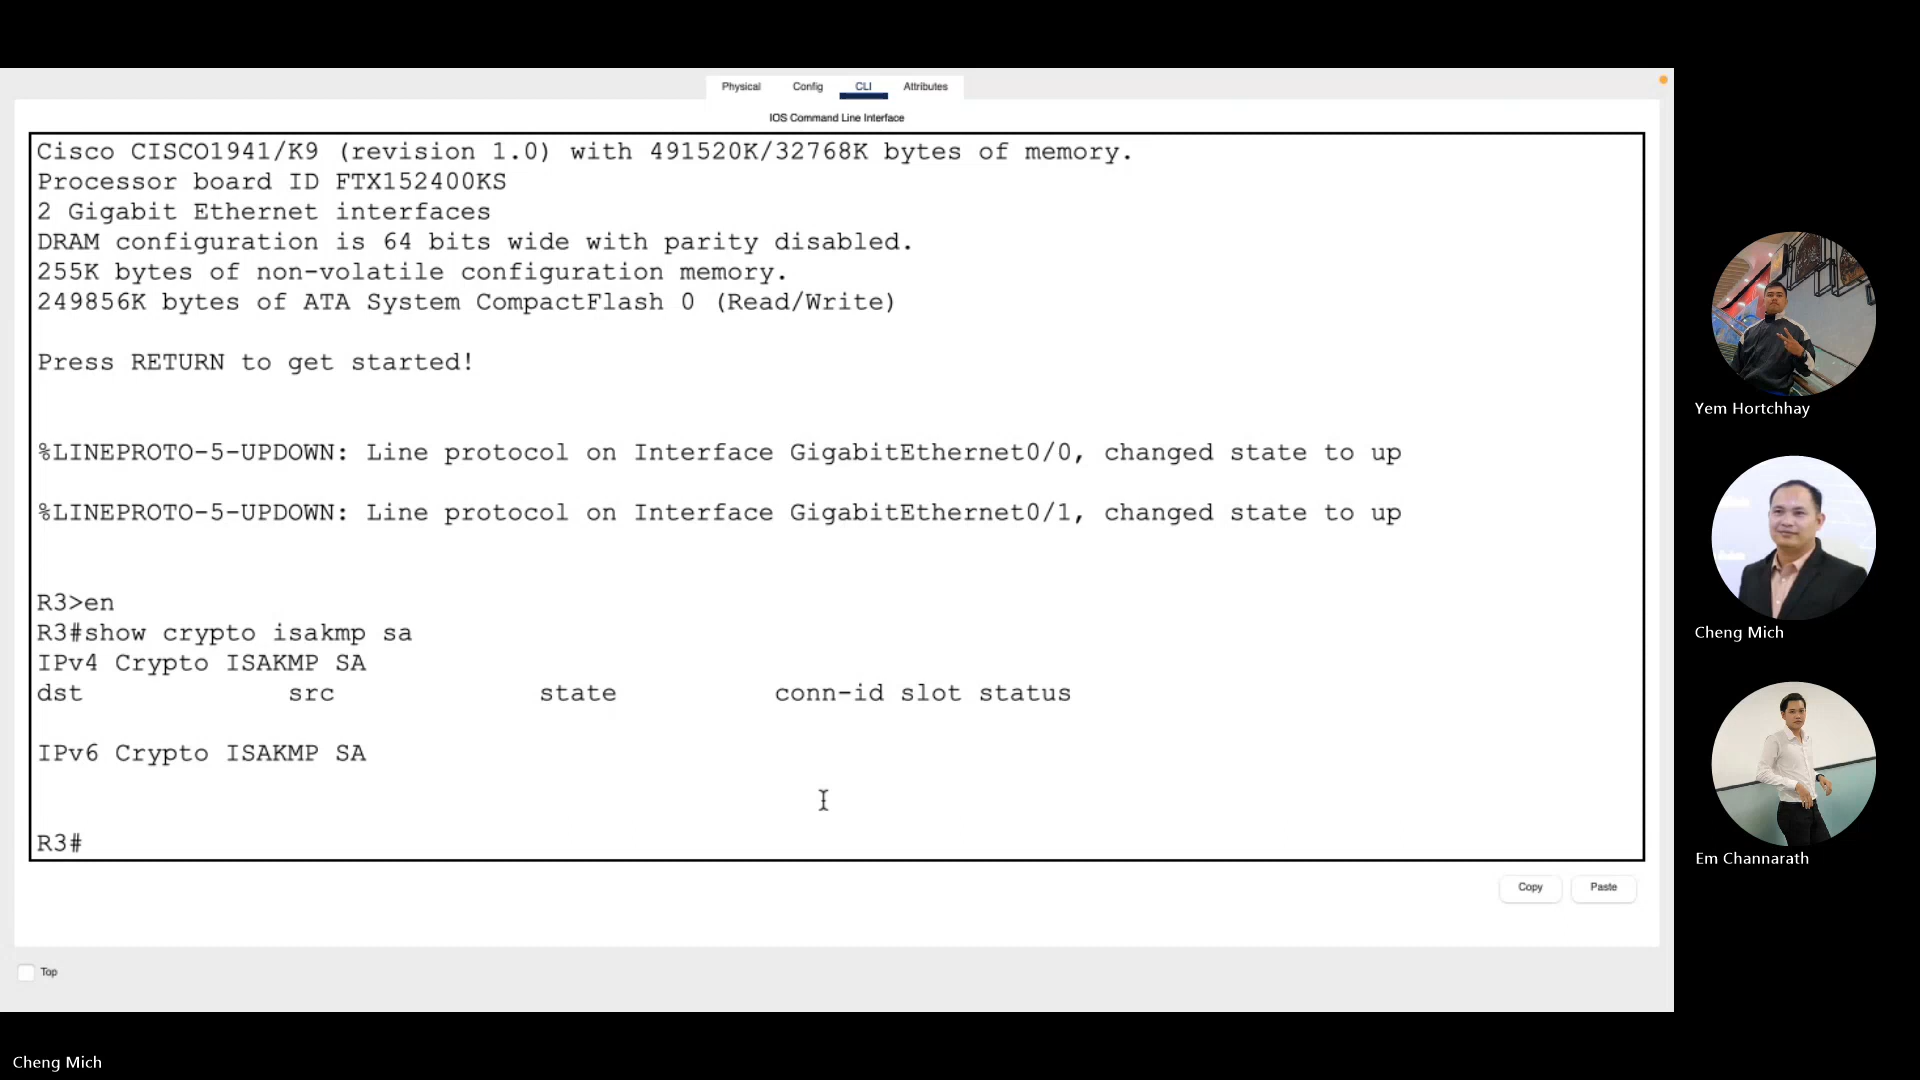 Physical Config CLI Attributes
IOS Command Line Interface
Cisco CISCO1941/K9 (revision 1.0) with 491520K/32768K bytes of memory.
Processor board ID FTX152400KS
2 Gigabit Ethernet interfaces
DRAM configuration is 64 bits wide with parity disabled.
255K bytes of non-volatile configuration memory.
249856K bytes of ATA System CompactFlash 0 (Read/Write)
Press RETURN to get started!
%LINEPROTO-5-UPDOWN: Line protocol on Interface GigabitEthernet0/0, changed state to up
%LINEPROTO-5-UPDOWN: Line protocol on Interface GigabitEthernet0/1, changed state to up
R3>en
R3#show crypto isakmp sa
IPv4 Crypto ISAKMP SA
dst src state conn-id slot status
IPv6 Crypto ISAKMP SA
R3#
Copy Paste
Top
Yem Hortchhay
Cheng Mich
Em Channarath
Cheng Mich